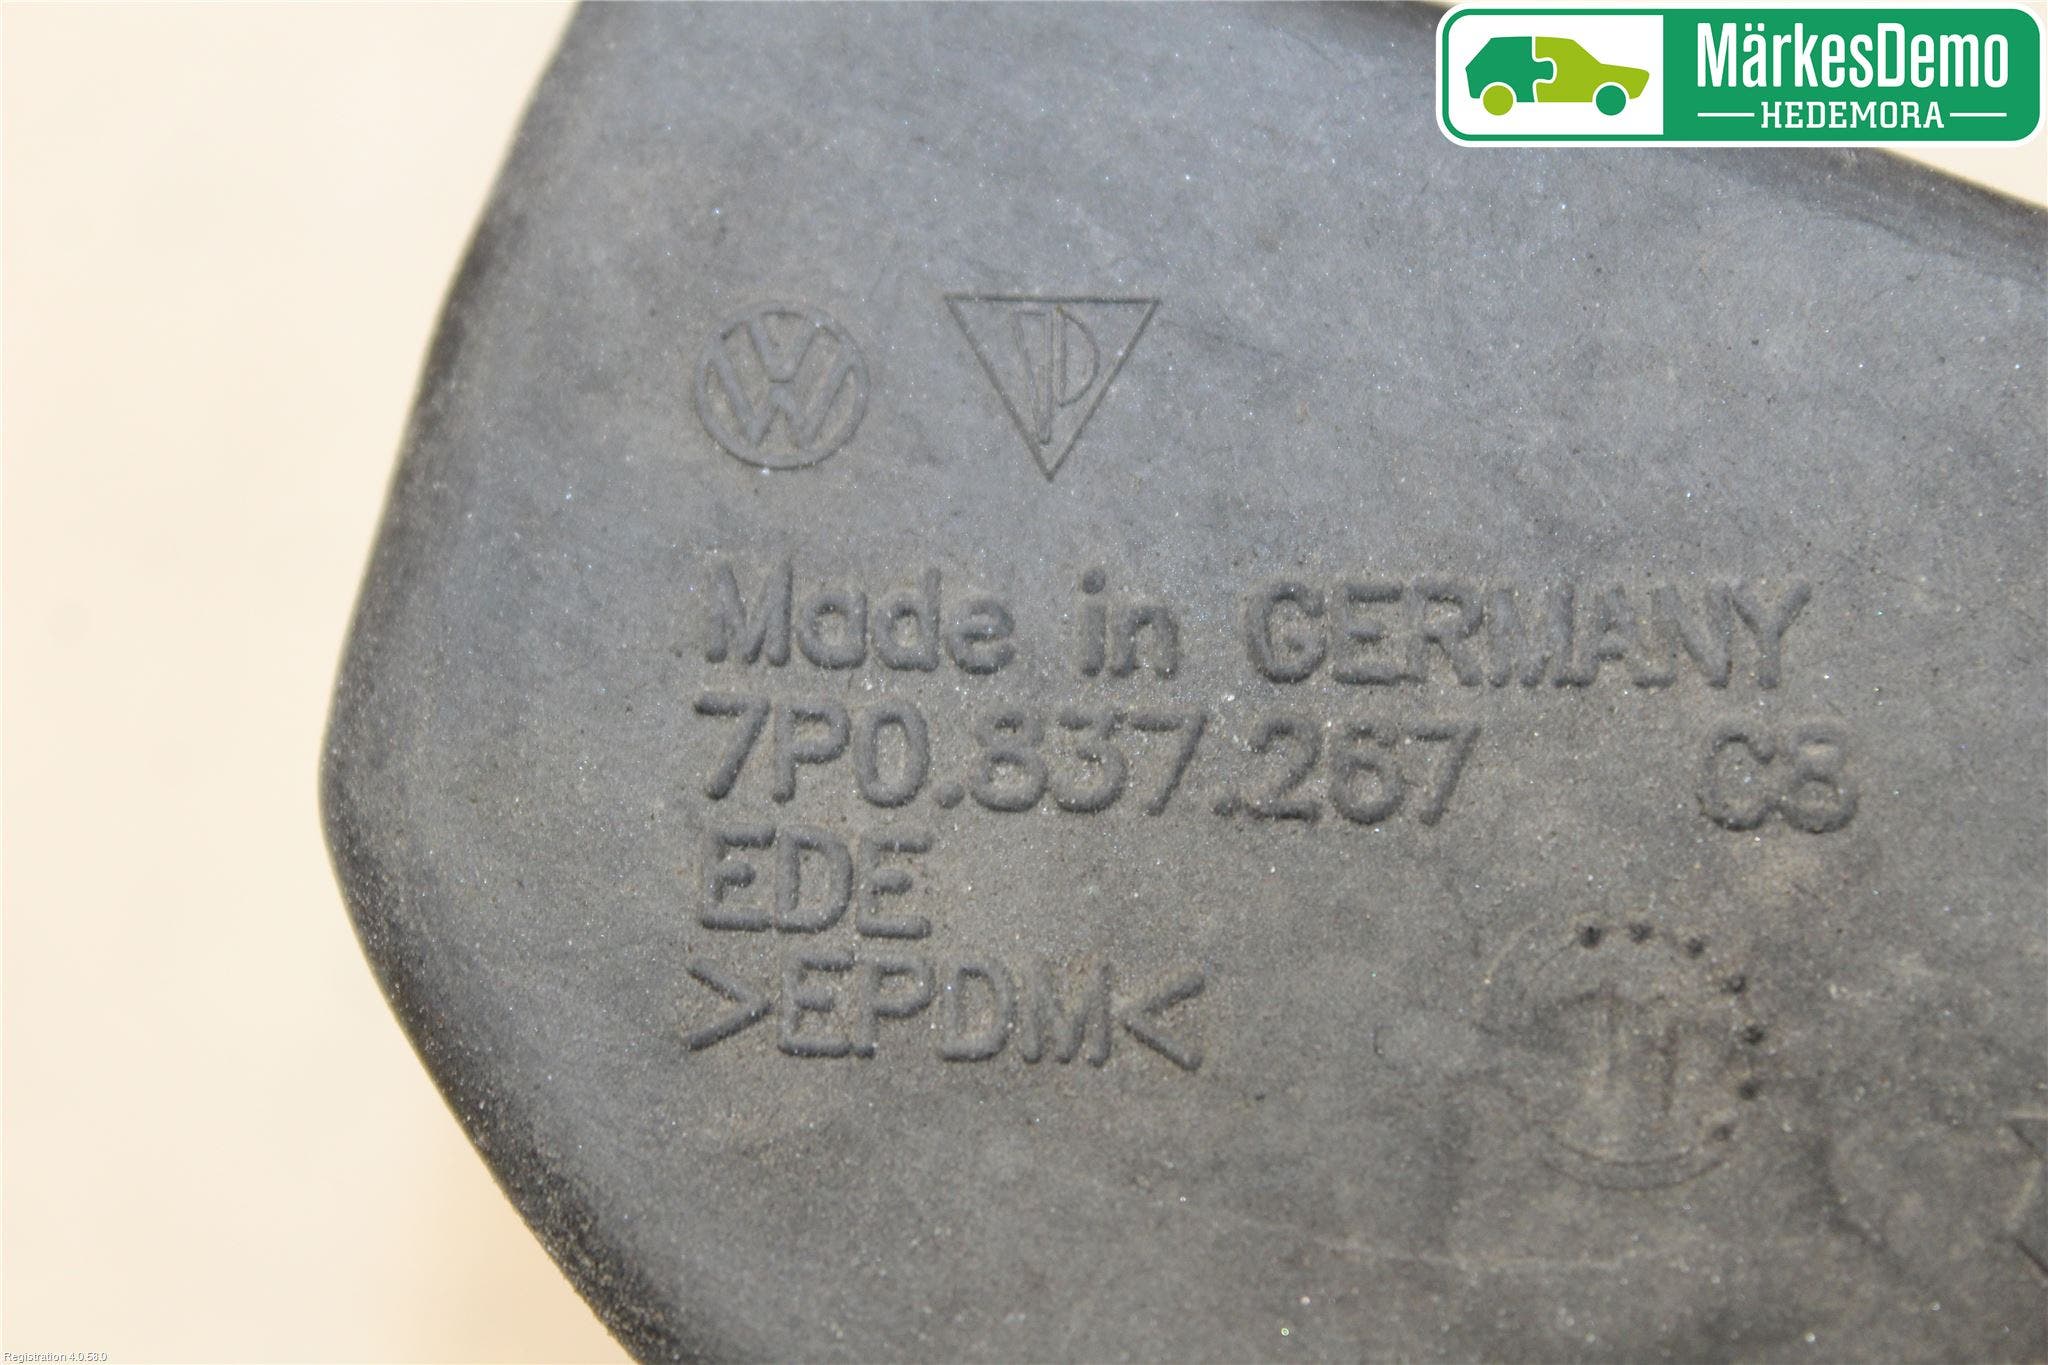 MärkesDemo
HEDEMORA
Made in GERMANY
7P0.837.267 C8
EDE
>EPDM<
Registration 4.0.58.0